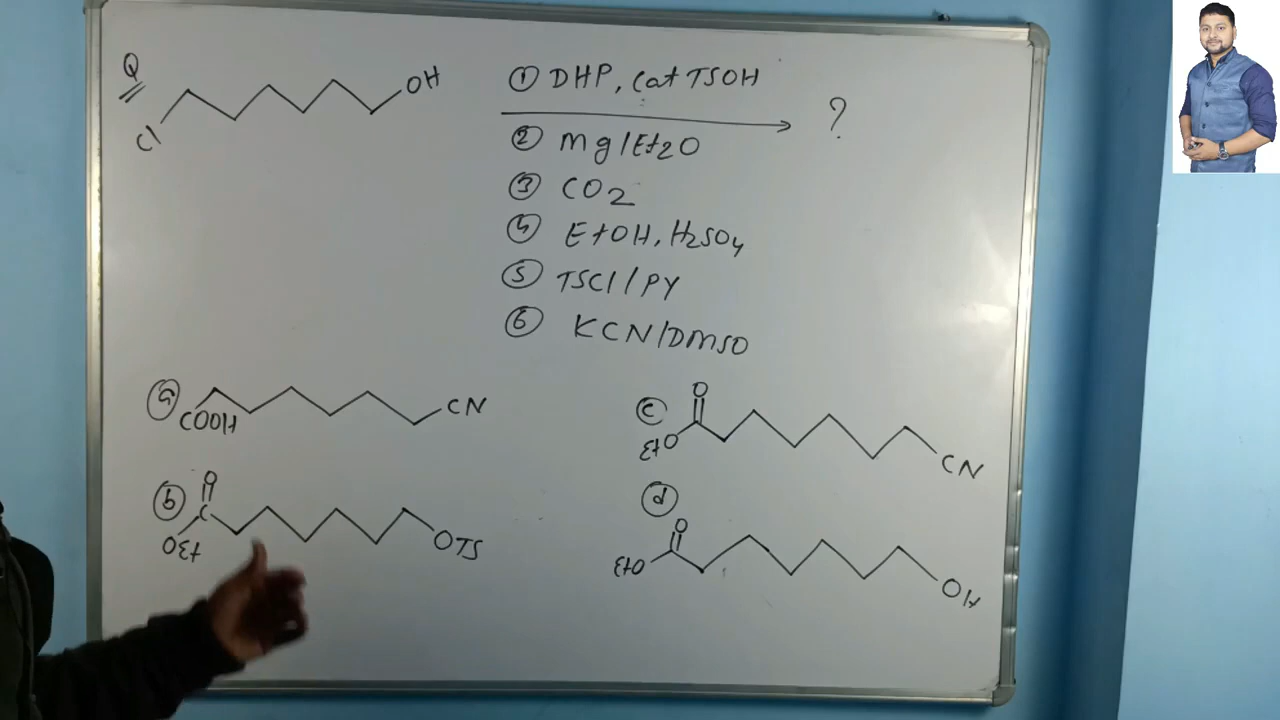 Q
Cl OH
① DHP, Cat TSOH
?
② Mg/Et2O
③ CO2
④ EtOH, H2SO4
⑤ TSCl/PY
⑥ KCN/DMSO
ⓐ COOH CN
ⓒ O EtO CN
ⓑ O C OEt OTS
ⓓ O EtO OH